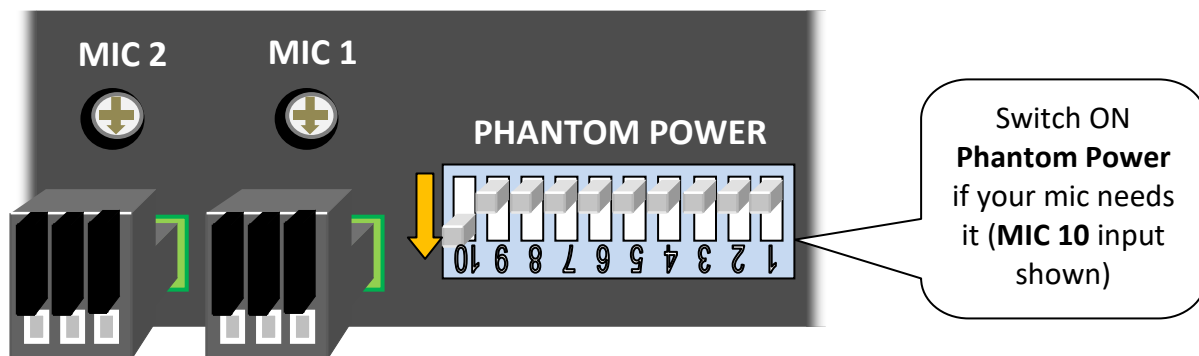 MIC 2
MIC 1
PHANTOM POWER
10 9 8 7 6 5 4 3 2 1
Switch ON
Phantom Power
if your mic needs
it (MIC 10 input
shown)